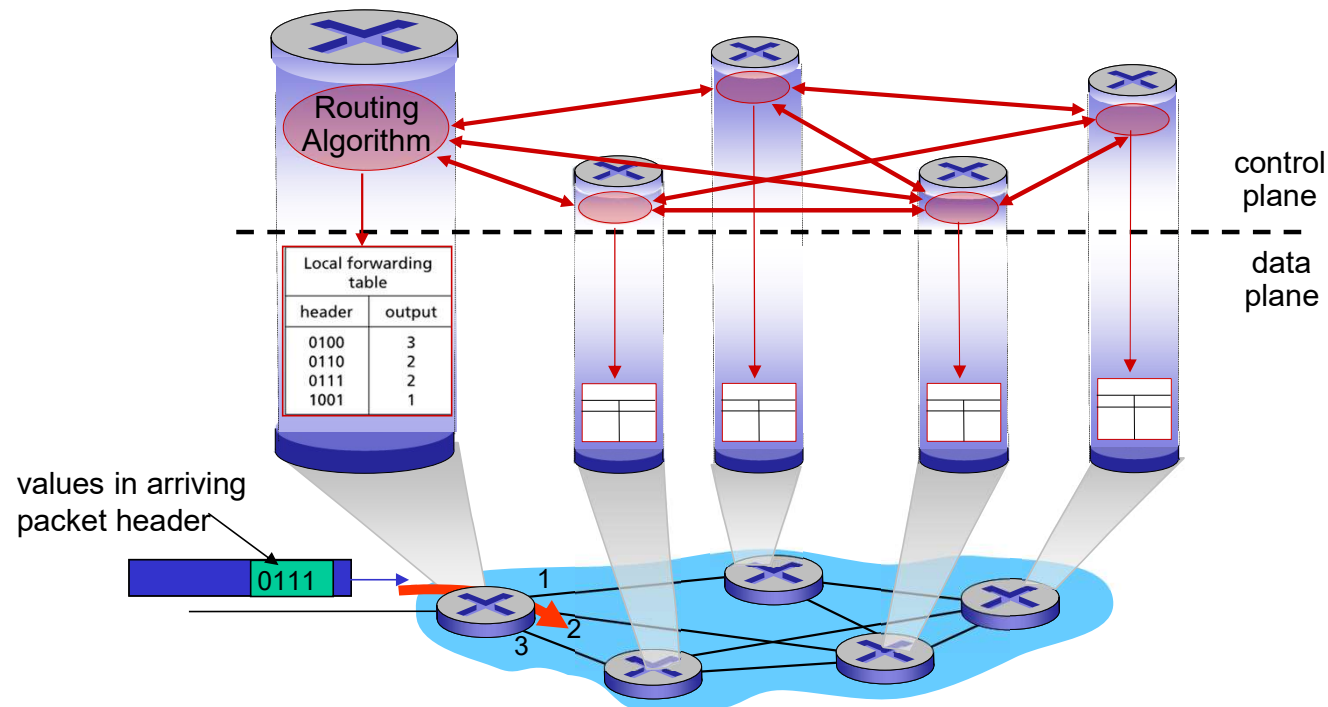 Routing
Algorithm
control
plane
data
plane
Local forwarding
table
header output
0100 3
0110 2
0111 2
1001 1
values in arriving
packet header
0111
1
2
3